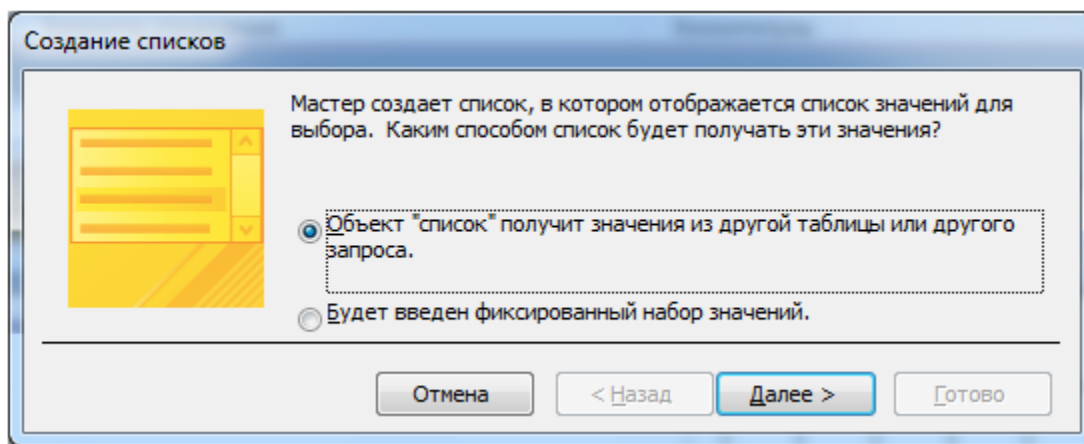 Создание списков
Мастер создает список, в котором отображается список значений для
выбора. Каким способом список будет получать эти значения?
Объект "список" получит значения из другой таблицы или другого
запроса.
Будет введен фиксированный набор значений.
Отмена
< Назад
Далее >
Готово